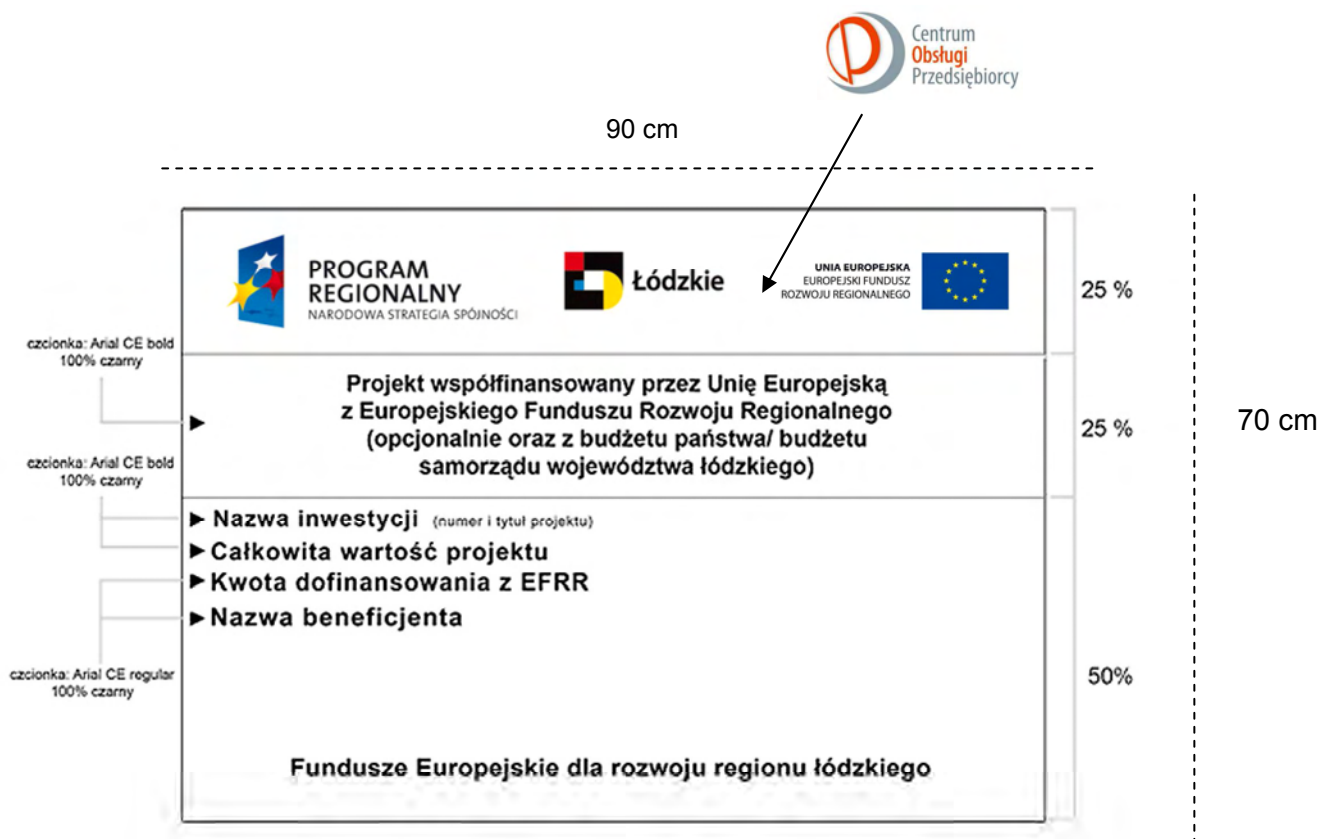 Centrum
Obsługi
Przedsiębiorcy
90 cm
PROGRAM
REGIONALNY
NARODOWA STRATEGIA SPÓJNOŚCI
Łódzkie
UNIA EUROPEJSKA
EUROPEJSKI FUNDUSZ
ROZWOJU REGIONALNEGO
25 %
czcionka: Arial CE bold
100% czarny
Projekt współfinansowany przez Unię Europejską
z Europejskiego Funduszu Rozwoju Regionalnego
(opcjonalnie oraz z budżetu państwa/ budżetu
samorządu województwa łódzkiego)
25 %
70 cm
czcionka: Arial CE bold
100% czarny
Nazwa inwestycji (numer i tytuł projektu)
Całkowita wartość projektu
Kwota dofinansowania z EFRR
Nazwa beneficjenta
czcionka: Arial CE regular
100% czarny
50%
Fundusze Europejskie dla rozwoju regionu łódzkiego